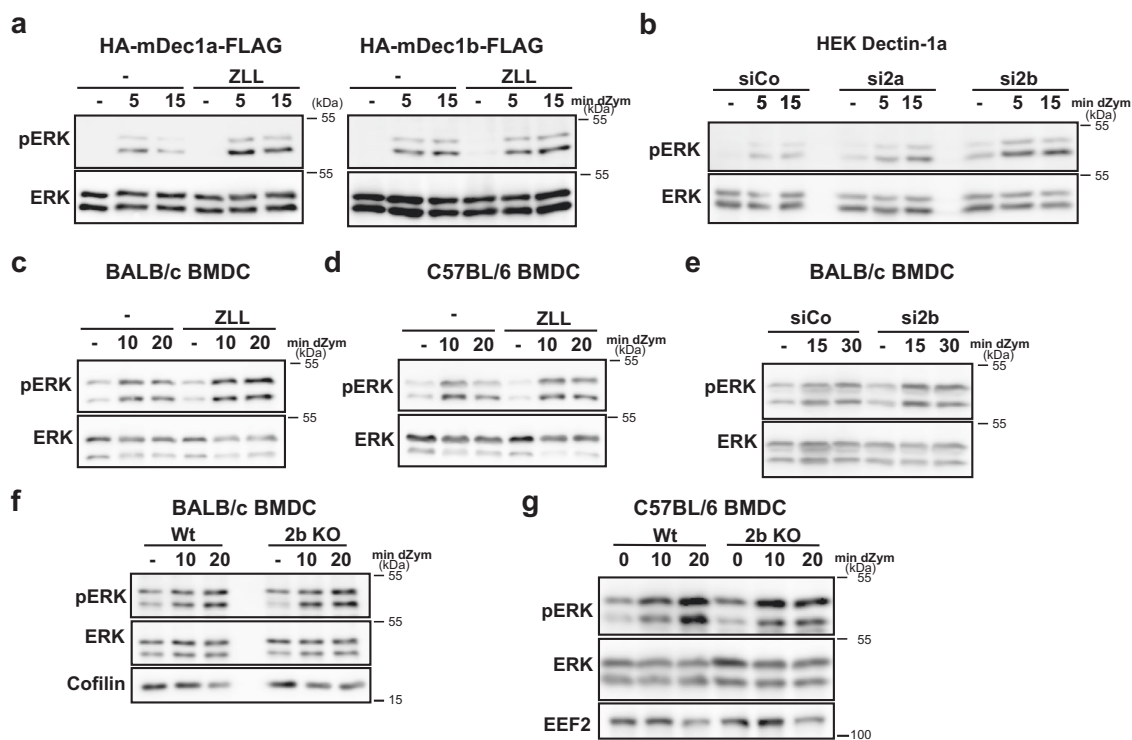 a
HA-mDec1a-FLAG
HA-mDec1b-FLAG
- ZLL
- ZLL
- 5 15 - 5 15 (kDa)
- 5 15 - 5 15 min dZym
(kDa)
55
55
pERK
55
55
ERK
b
HEK Dectin-1a
siCo si2a si2b
- 5 15 - 5 15 - 5 15 min dZym
(kDa)
55
pERK
55
ERK
c
BALB/c BMDC
- ZLL
- 10 20 - 10 20 min dZym
(kDa)
55
pERK
55
ERK
d
C57BL/6 BMDC
- ZLL
- 10 20 - 10 20 min dZym
(kDa)
55
pERK
55
ERK
e
BALB/c BMDC
siCo si2b
- 15 30 - 15 30 min dZym
(kDa)
55
pERK
55
ERK
f
BALB/c BMDC
Wt 2b KO
- 10 20 - 10 20 min dZym
(kDa)
55
pERK
55
ERK
Cofilin
15
g
C57BL/6 BMDC
Wt 2b KO
0 10 20 0 10 20 min dZym
(kDa)
55
pERK
55
ERK
EEF2
100